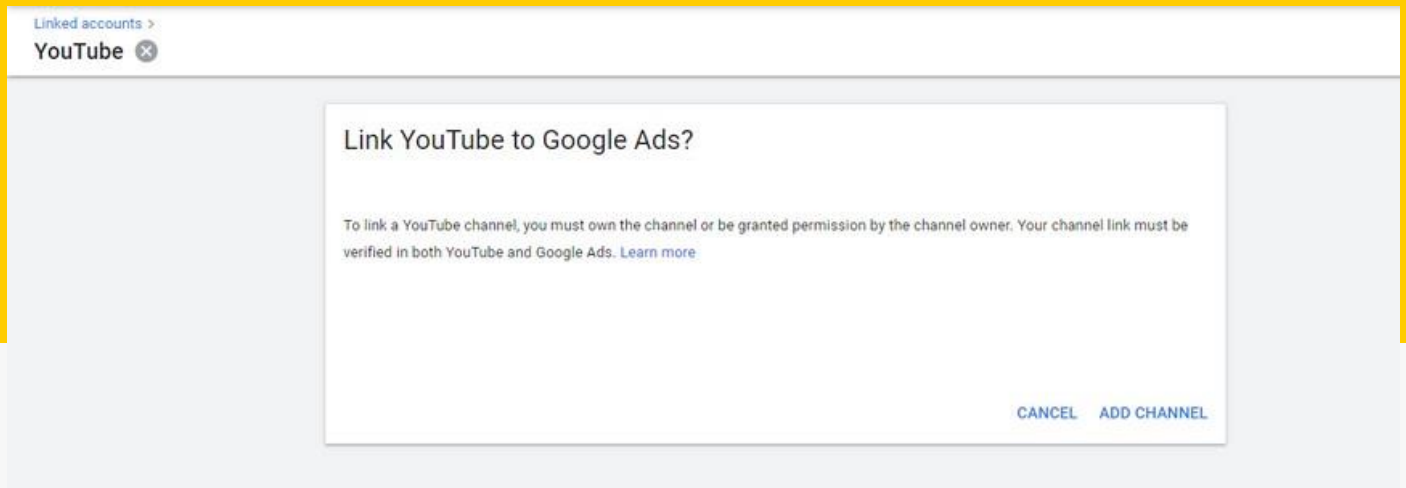 Linked accounts >
YouTube
Link YouTube to Google Ads?
To link a YouTube channel, you must own the channel or be granted permission by the channel owner. Your channel link must be
verified in both YouTube and Google Ads. Learn more
CANCEL ADD CHANNEL